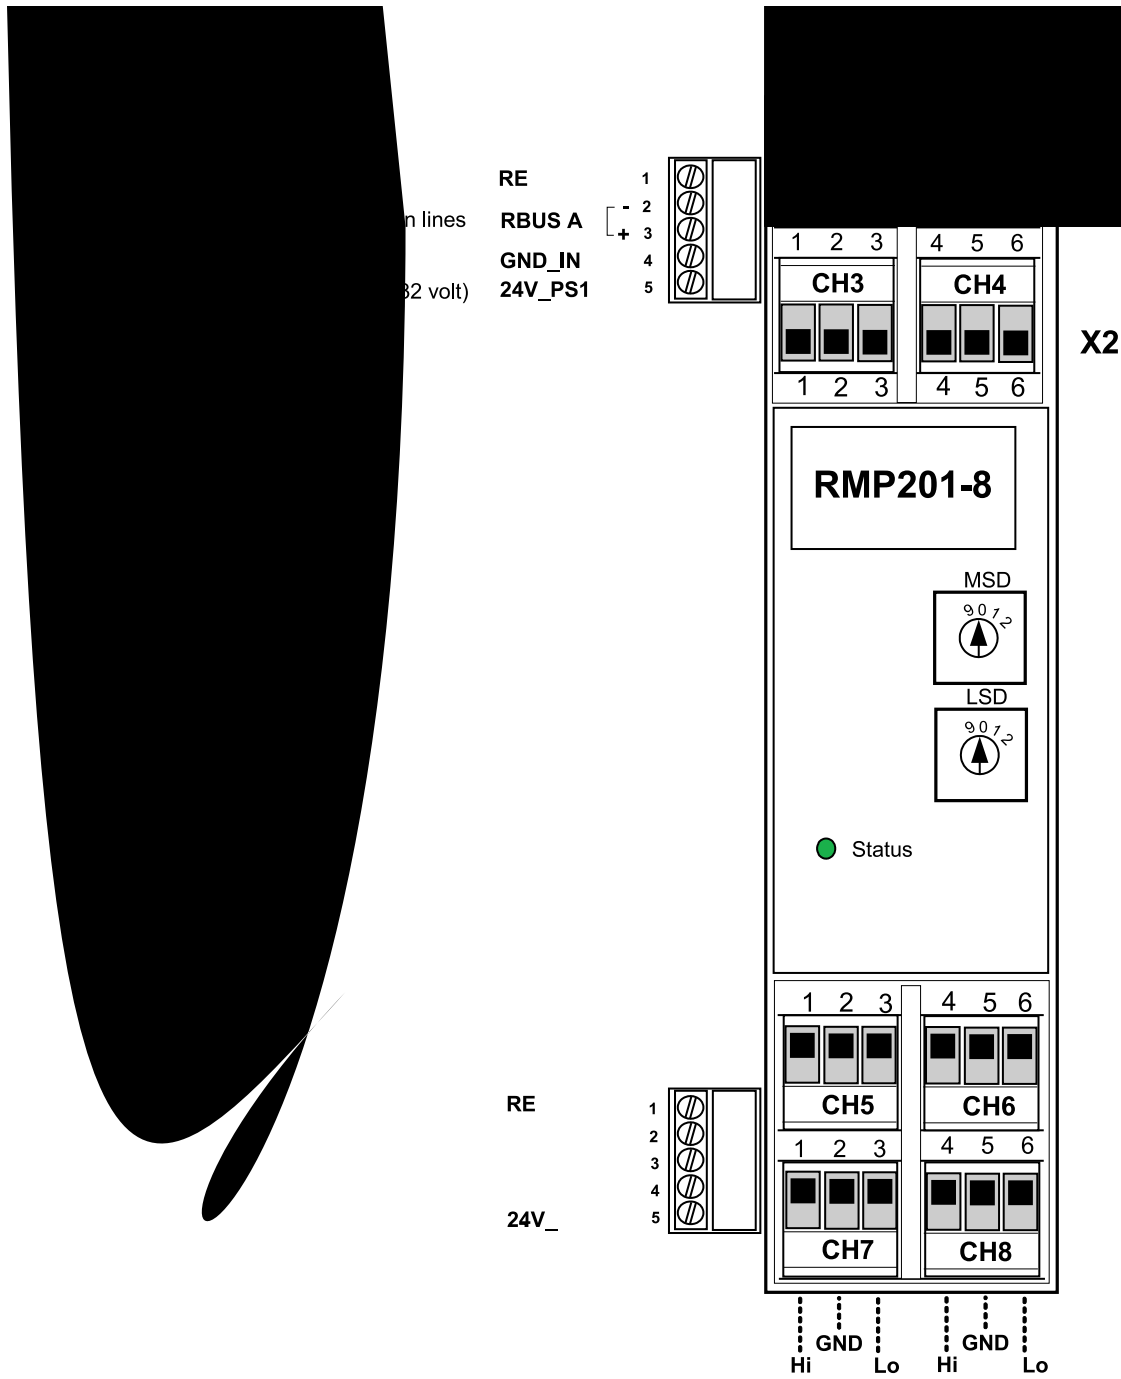 RE 1
n lines RBUS A - 2
+ 3
GND_IN 4
32 volt) 24V_PS1 5
1 2 3 4 5 6
CH3 CH4
X2
1 2 3 4 5 6
RMP201-8
MSD
9 0 1 2
LSD
9 0 1 2
Status
1 2 3 4 5 6
CH5 CH6
RE 1
2
3
4
24V_ 5
1 2 3 4 5 6
CH7 CH8
GND GND
Hi Lo Hi Lo